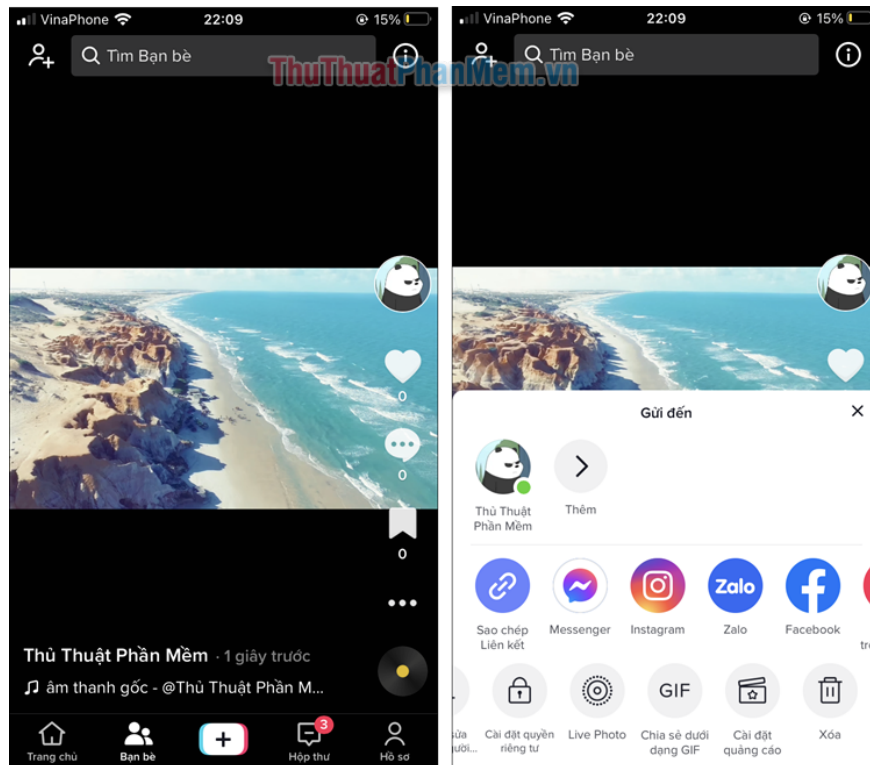 VinaPhone 22:09 15%
Tìm Bạn bè
0
0
0
Thủ Thuật Phần Mềm · 1 giây trước
âm thanh gốc - @Thủ Thuật Phần M...
3
Trang chủ Bạn bè Hộp thư Hồ sơ
VinaPhone 22:09 15%
Tìm Bạn bè
ThuThuatPhanMem.vn
Gửi đến
Thủ Thuật
Phần Mềm
Thêm
Sao chép
Liên kết
Messenger
Instagram
Zalo
Zalo
Facebook
Cài đặt quyền
riêng tư
Live Photo
GIF
Chia sẻ dưới
dạng GIF
Cài đặt
quảng cáo
Xóa